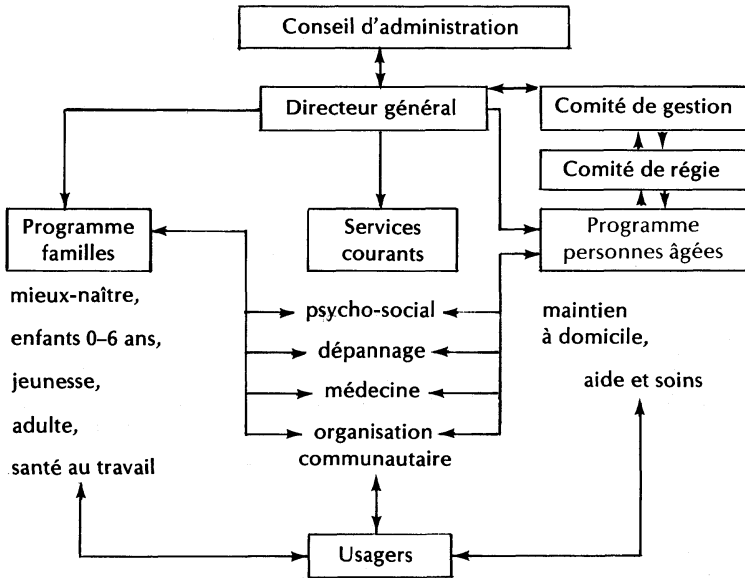 Conseil d'administration
Directeur général
Comité de gestion
Comité de régie
Programme
familles
Services
courants
Programme
personnes âgées
mieux-naître,
enfants 0–6 ans,
jeunesse,
adulte,
santé au travail
psycho-social
dépannage
médecine
organisation
communautaire
maintien
à domicile,
aide et soins
Usagers